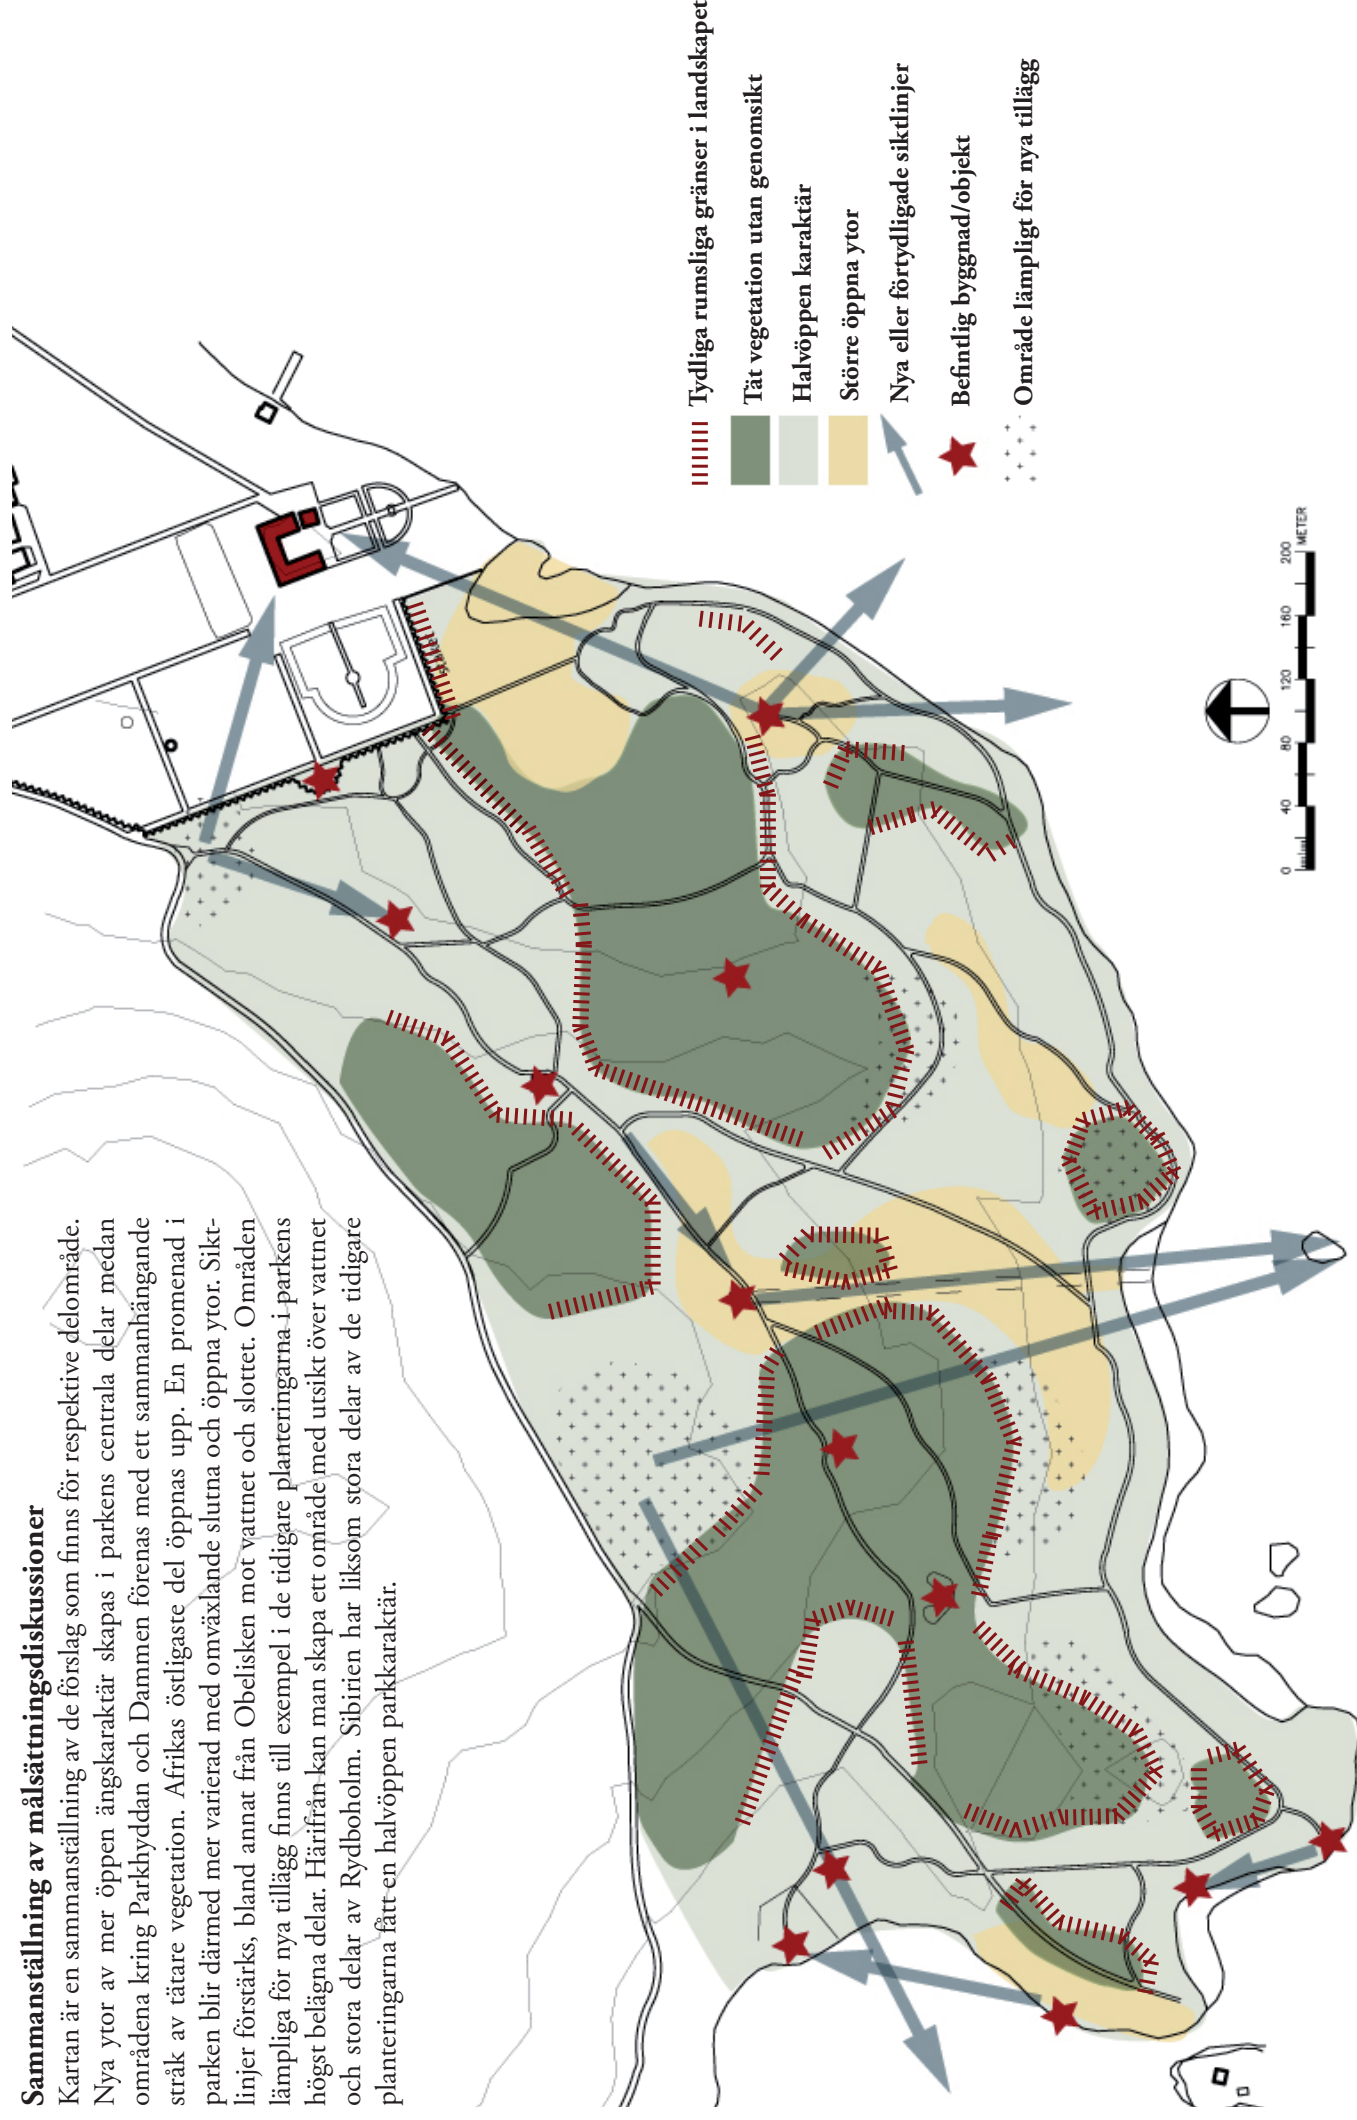 Sammanställning av målsättningsdiskussioner
Kartan är en sammanställning av de förslag som finns för respektive delområde.
Nya ytor av mer öppen ängskaraktär skapas i parkens centrala delar medan
områdena kring Parkhyddan och Dammen förenas med ett sammanhängande
stråk av tätare vegetation. Afrikas östligaste del öppnas upp. En promenad i
parken blir därmed mer varierad med omväxlande slutna och öppna ytor. Sikt-
linjer förstärks, bland annat från Obelisken mot vattnet och slottet. Områden
lämpliga för nya tillägg finns till exempel i de tidigare planteringarna i parkens
högst belägna delar. Härifrån kan man skapa ett område med utsikt över vattnet
och stora delar av Rydboholm. Sibirien har liksom stora delar av de tidigare
planteringarna fått en halvöppen parkkaraktär.
Tydliga rumsliga gränser i landskapet
Tät vegetation utan genomsikt
Halvöppen karaktär
Större öppna ytor
Nya eller förtydligade siktlinjer
Befintlig byggnad/objekt
Område lämpligt för nya tillägg
0 40 80 120 160 200
METER